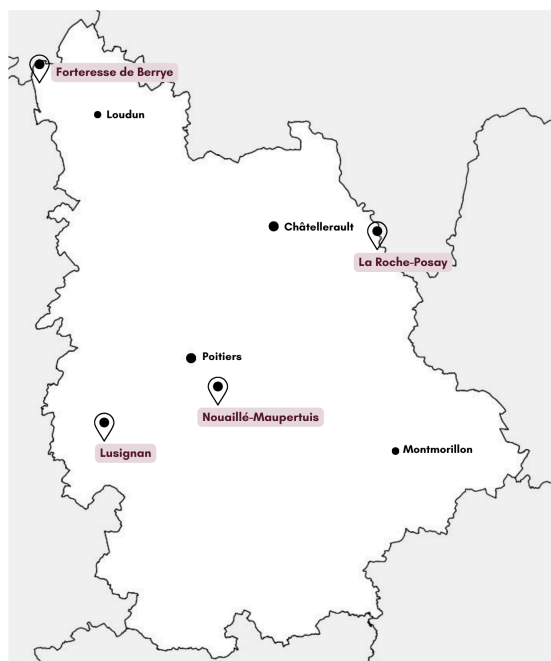 Forteresse de Berrye
Loudun
Châtellerault
La Roche-Posay
Poitiers
Nouaillé-Maupertuis
Lusignan
Montmorillon